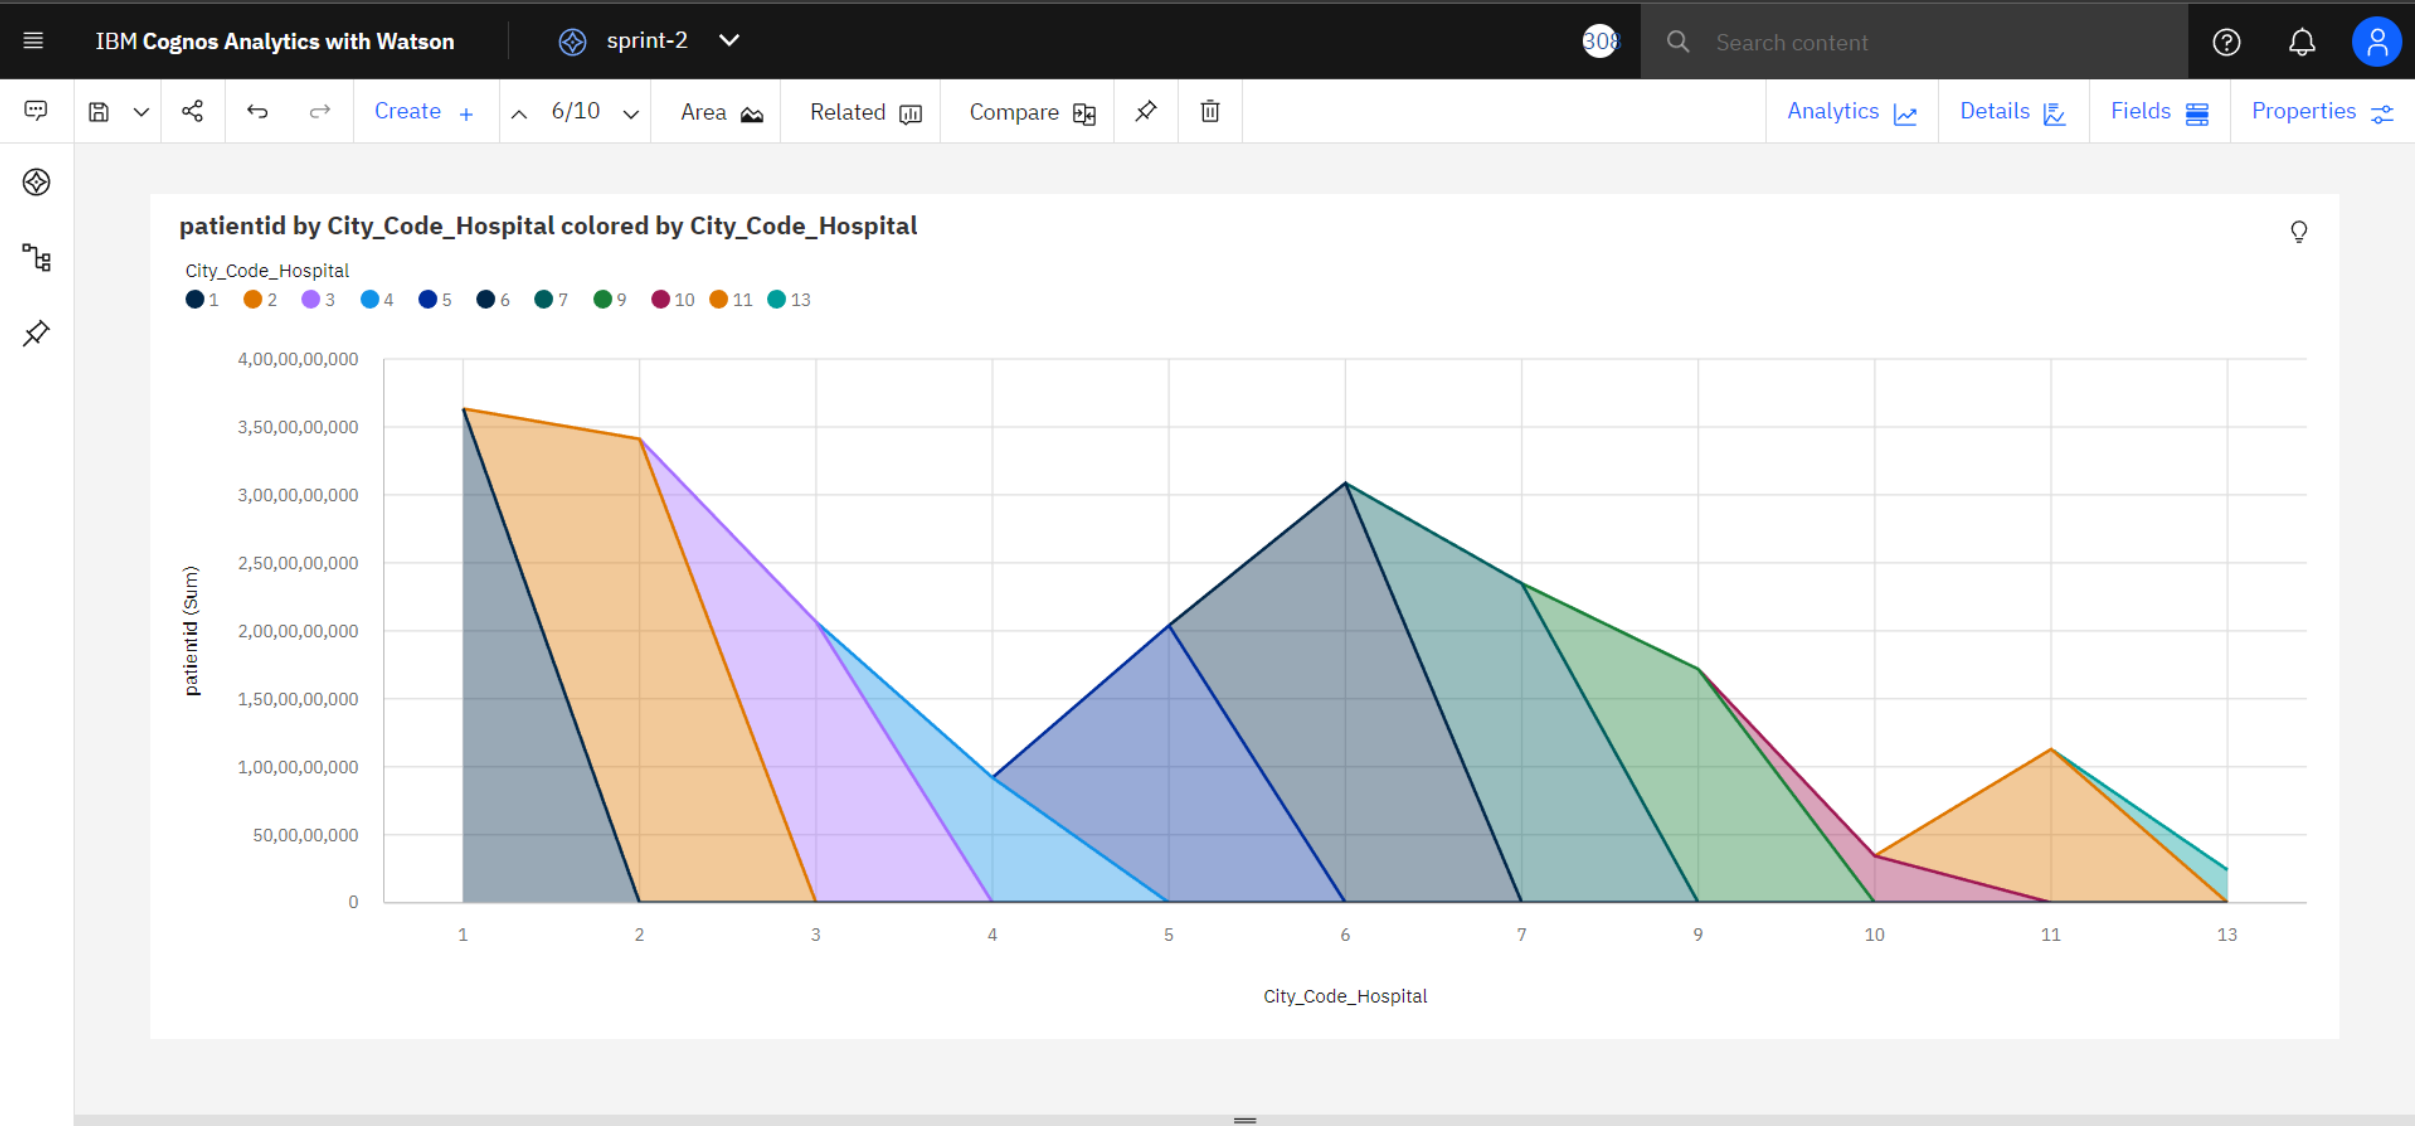 IBM Cognos Analytics with Watson
sprint-2
308
Search content
Create +
6/10
Area
Related
Compare
Analytics
Details
Fields
Properties
patientid by City_Code_Hospital colored by City_Code_Hospital
City_Code_Hospital
1 2 3 4 5 6 7 9 10 11 13
4,00,00,00,000
3,50,00,00,000
3,00,00,00,000
2,50,00,00,000
2,00,00,00,000
1,50,00,00,000
1,00,00,00,000
50,00,00,000
0
patientid (Sum)
1 2 3 4 5 6 7 9 10 11 13
City_Code_Hospital